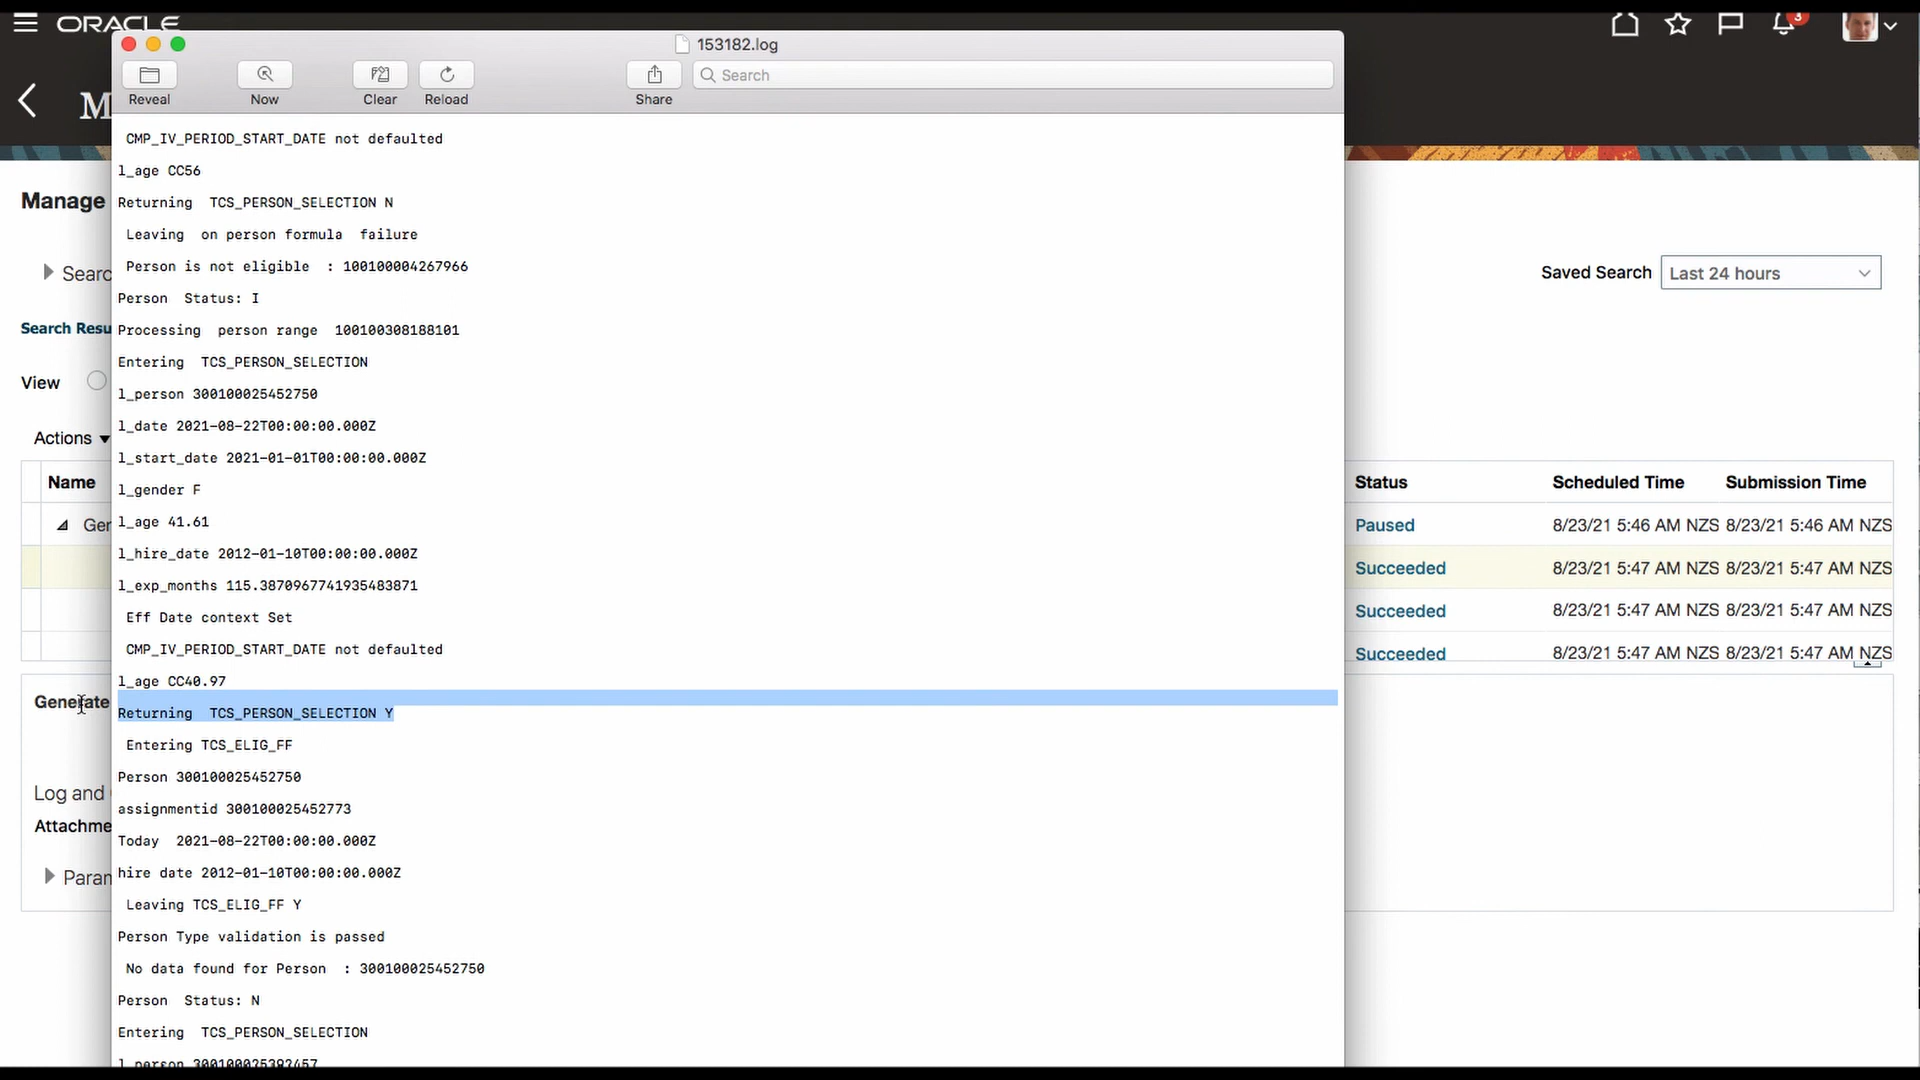 ORACLE
3
M
153182.log
Reveal
Now
Clear
Reload
Share
Search
CMP_IV_PERIOD_START_DATE not defaulted
l_age CC56
Returning TCS_PERSON_SELECTION N
Leaving on person formula failure
Person is not eligible : 100100004267966
Person Status: I
Processing person range 100100308188101
Entering TCS_PERSON_SELECTION
l_person 300100025452750
l_date 2021-08-22T00:00:00.000Z
l_start_date 2021-01-01T00:00:00.000Z
l_gender F
l_age 41.61
l_hire_date 2012-01-10T00:00:00.000Z
l_exp_months 115.3870967741935483871
Eff Date context Set
CMP_IV_PERIOD_START_DATE not defaulted
l_age CC40.97
Returning TCS_PERSON_SELECTION Y
Entering TCS_ELIG_FF
Person 300100025452750
assignmentid 300100025452773
Today 2021-08-22T00:00:00.000Z
hire date 2012-01-10T00:00:00.000Z
Leaving TCS_ELIG_FF Y
Person Type validation is passed
No data found for Person : 300100025452750
Person Status: N
Entering TCS_PERSON_SELECTION
l_person 300100025392457
Manage
Searc
Saved Search Last 24 hours
Search Resu
View
Actions
Name Status Scheduled Time Submission Time
Ger Paused 8/23/21 5:46 AM NZS 8/23/21 5:46 AM NZS
Succeeded 8/23/21 5:47 AM NZS 8/23/21 5:47 AM NZS
Succeeded 8/23/21 5:47 AM NZS 8/23/21 5:47 AM NZS
Succeeded 8/23/21 5:47 AM NZS 8/23/21 5:47 AM NZS
Generate
Log and
Attachme
Param